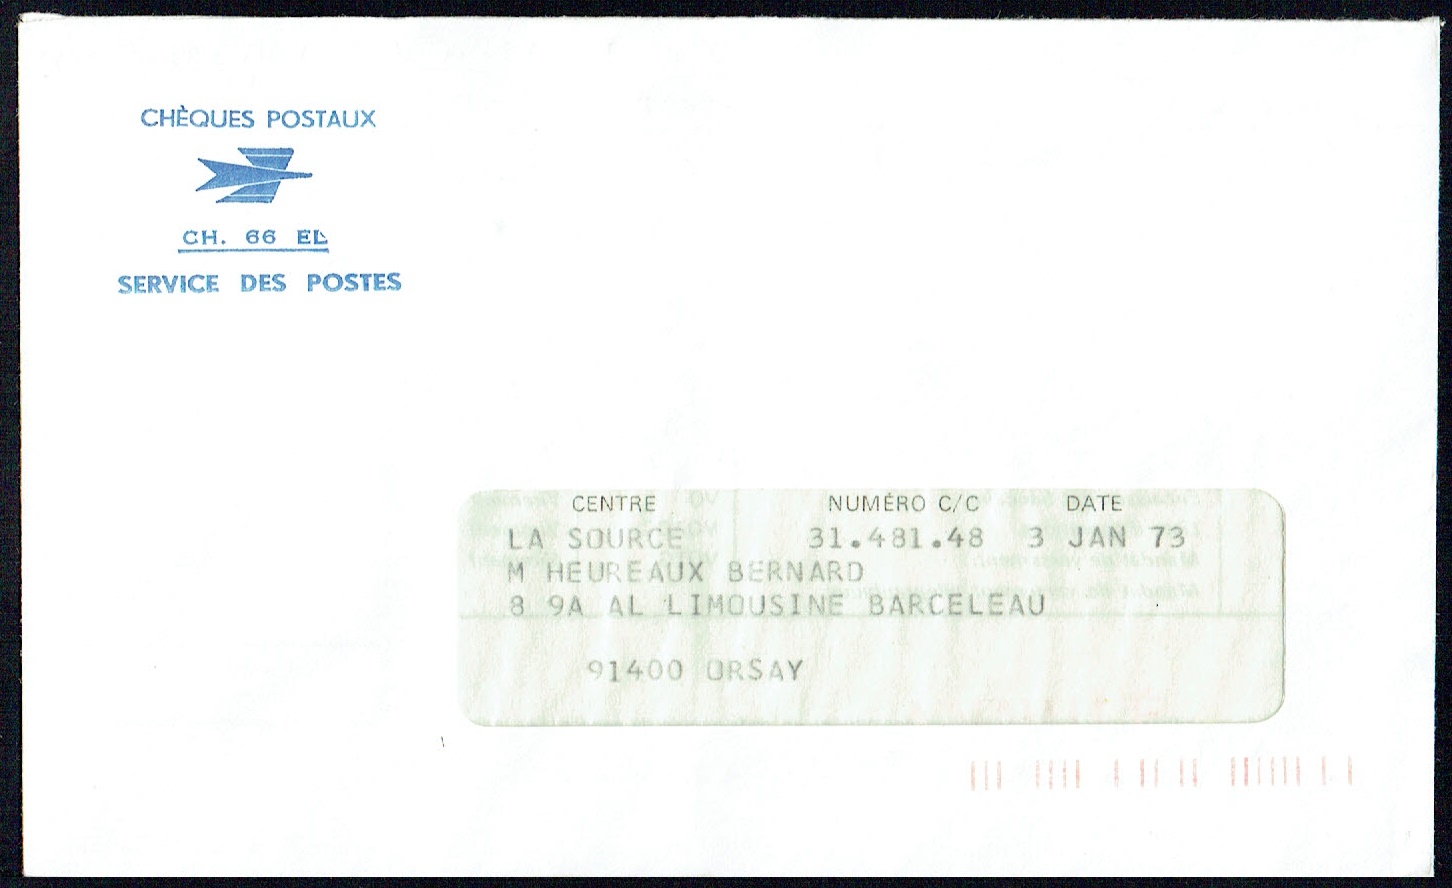 CHÈQUES POSTAUX
CH. 66 EL
SERVICE DES POSTES
CENTRE NUMÉRO C/C DATE
LA SOURCE 31.481.48 3 JAN 73
M HEUREAUX BERNARD
8 9A AL LIMOUSINE BARCELEAU
91400 ORSAY